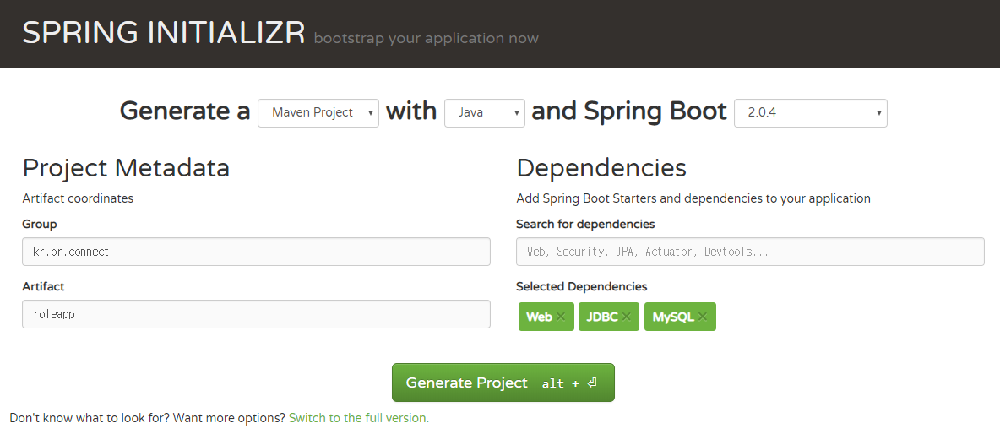 SPRING INITIALIZR bootstrap your application now
Generate a Maven Project with Java and Spring Boot 2.0.4
Project Metadata
Artifact coordinates
Group
kr.or.connect
Artifact
roleapp
Dependencies
Add Spring Boot Starters and dependencies to your application
Search for dependencies
Web, Security, JPA, Actuator, Devtools...
Selected Dependencies
Web × JDBC × MySQL ×
Generate Project alt + ⏎
Don't know what to look for? Want more options? Switch to the full version.